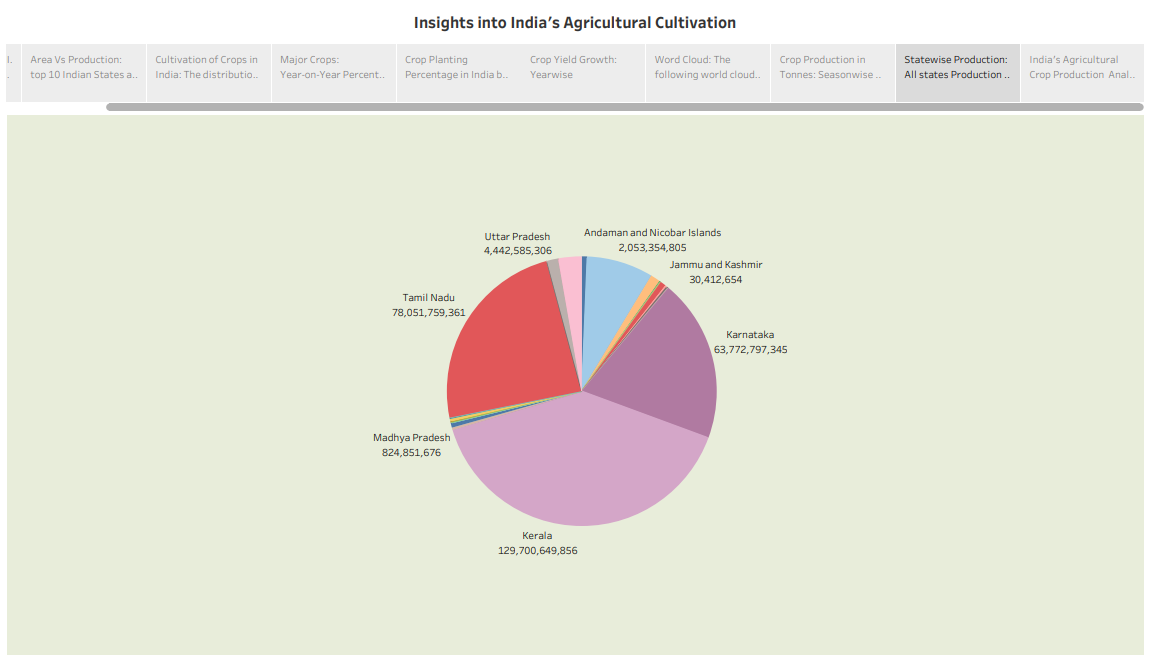 Insights into India's Agricultural Cultivation
l.
.
Area Vs Production:
top 10 Indian States a..
Cultivation of Crops in
India: The distributio..
Major Crops:
Year-on-Year Percent..
Crop Planting
Percentage in India b..
Crop Yield Growth:
Yearwise
Word Cloud: The
following world cloud..
Crop Production in
Tonnes: Seasonwise ..
Statewise Production:
All states Production ..
India's Agricultural
Crop Production Anal..
Uttar Pradesh
4,442,585,306
Andaman and Nicobar Islands
2,053,354,805
Jammu and Kashmir
30,412,654
Tamil Nadu
78,051,759,361
Karnataka
63,772,797,345
Madhya Pradesh
824,851,676
Kerala
129,700,649,856